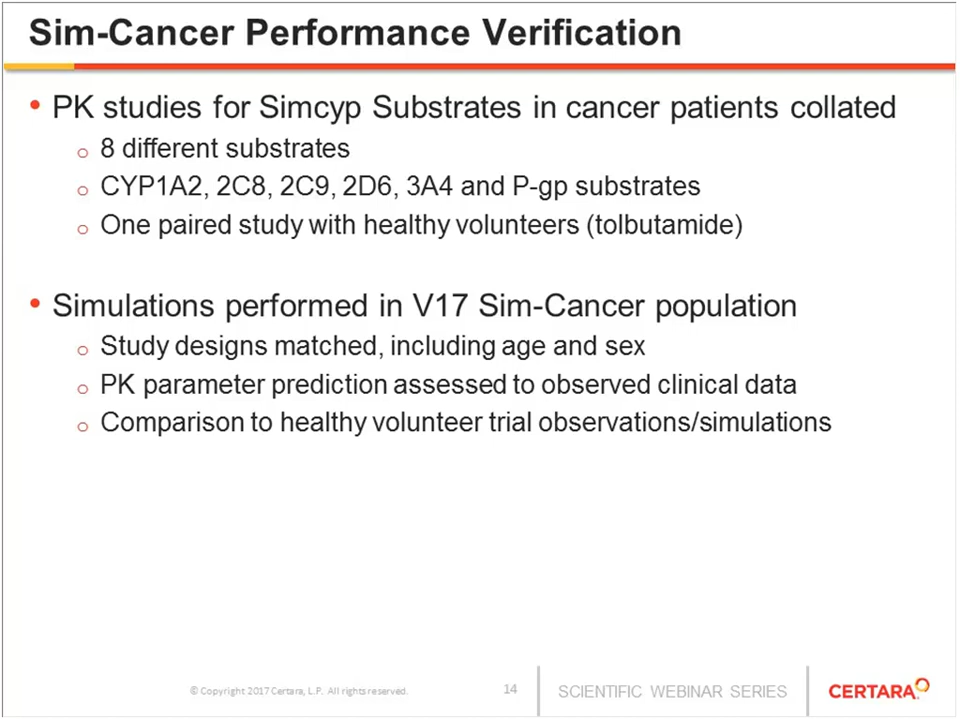 Sim-Cancer Performance Verification
• PK studies for Simcyp Substrates in cancer patients collated
o 8 different substrates
o CYP1A2, 2C8, 2C9, 2D6, 3A4 and P-gp substrates
o One paired study with healthy volunteers (tolbutamide)
• Simulations performed in V17 Sim-Cancer population
o Study designs matched, including age and sex
o PK parameter prediction assessed to observed clinical data
o Comparison to healthy volunteer trial observations/simulations
© Copyright 2017 Certara, L.P. All rights reserved.
14
SCIENTIFIC WEBINAR SERIES
CERTARA